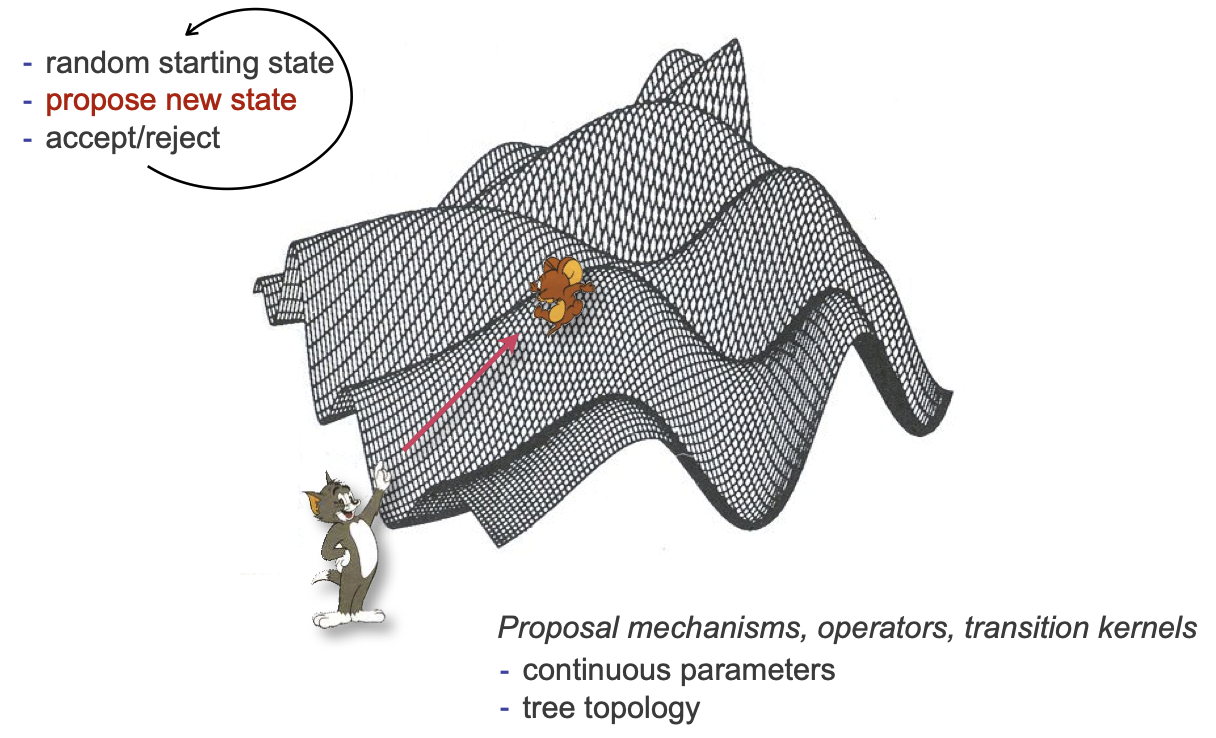 - random starting state
- propose new state
- accept/reject
Proposal mechanisms, operators, transition kernels
- continuous parameters
- tree topology